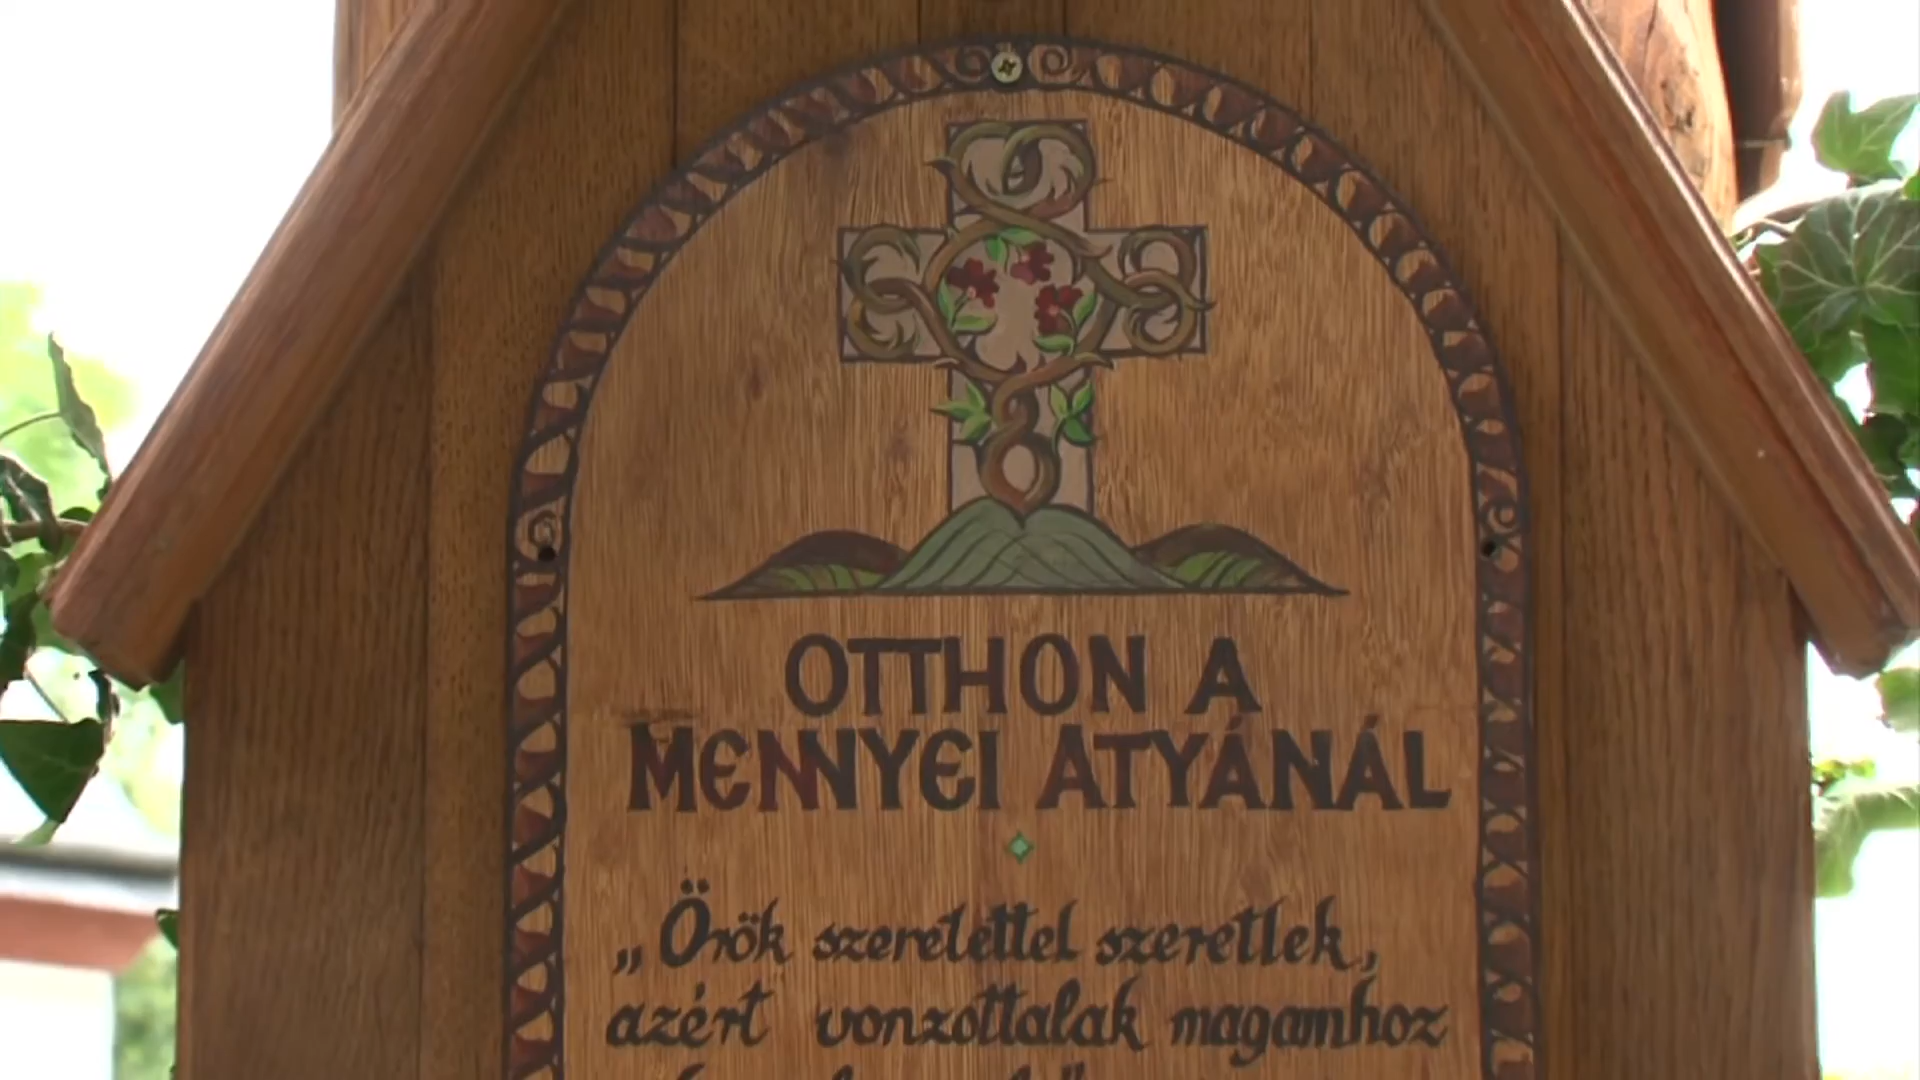 OTTHON A
MENNYEI ATYÁNÁL
„Örök szeretettel szeretlek,
azért vonzottalak magamhoz